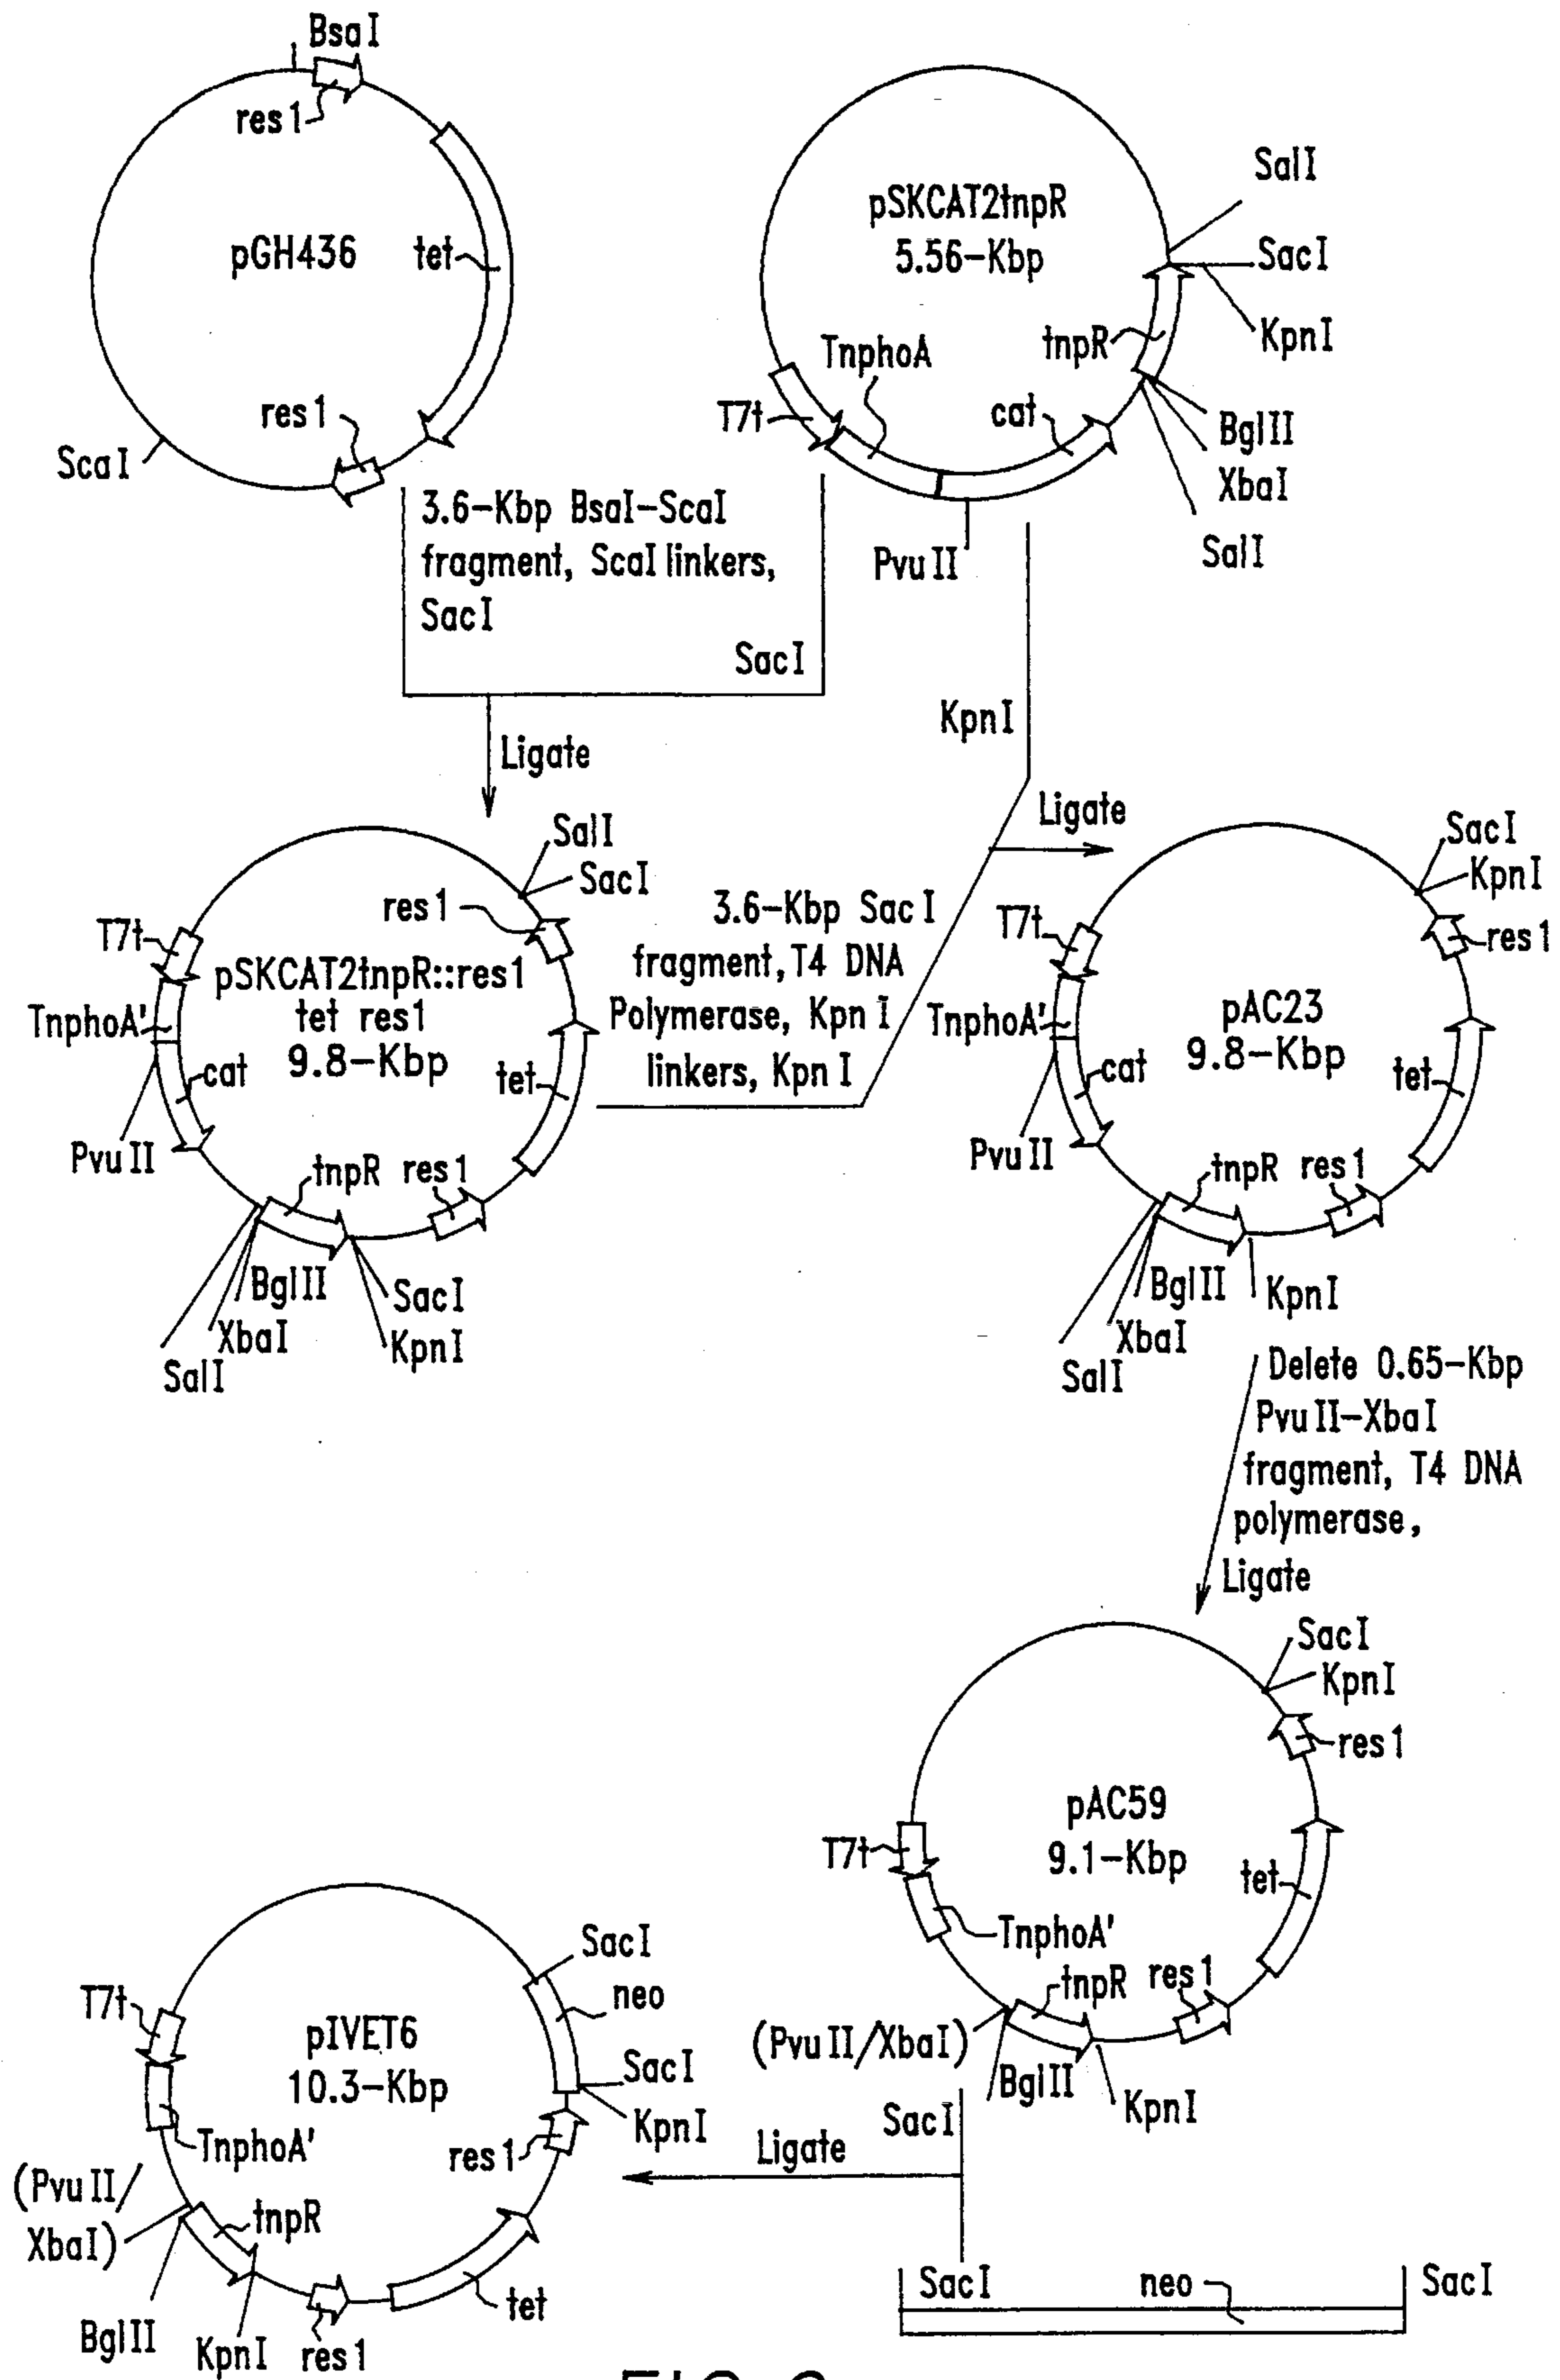 BsaI
res1
pGH436
tet
res1
ScaI
pSKCAT2tnpR
5.56-Kbp
SalI
SacI
KpnI
tnpR
TnphoA
T7t
cat
BglII
XbaI
SalI
PvuII
3.6-Kbp BsaI-ScaI
fragment, ScaI linkers,
SacI
SacI
Ligate
KpnI
Ligate
SalI
SacI
res1
T7t
pSKCAT2tnpR::res1
tet res1
9.8-Kbp
TnphoA'
cat
tet
PvuII
tnpR
res1
BglII
SacI
XbaI
KpnI
SalI
3.6-Kbp SacI
fragment, T4 DNA
Polymerase, KpnI
linkers, KpnI
SacI
KpnI
T7t
res1
pAC23
9.8-Kbp
TnphoA'
cat
tet
PvuII
tnpR
res1
BglII
KpnI
XbaI
SalI
Delete 0.65-Kbp
PvuII-XbaI
fragment, T4 DNA
polymerase,
Ligate
SacI
KpnI
res1
pAC59
9.1-Kbp
T7t
tet
TnphoA'
tnpR
res1
(PvuII/XbaI)
BglII
KpnI
SacI
Ligate
SacI
neo
SacI
SacI
neo
T7t
pIVET6
10.3-Kbp
SacI
KpnI
TnphoA'
res1
(PvuII/
XbaI)
tnpR
tet
BglII
KpnI
res1